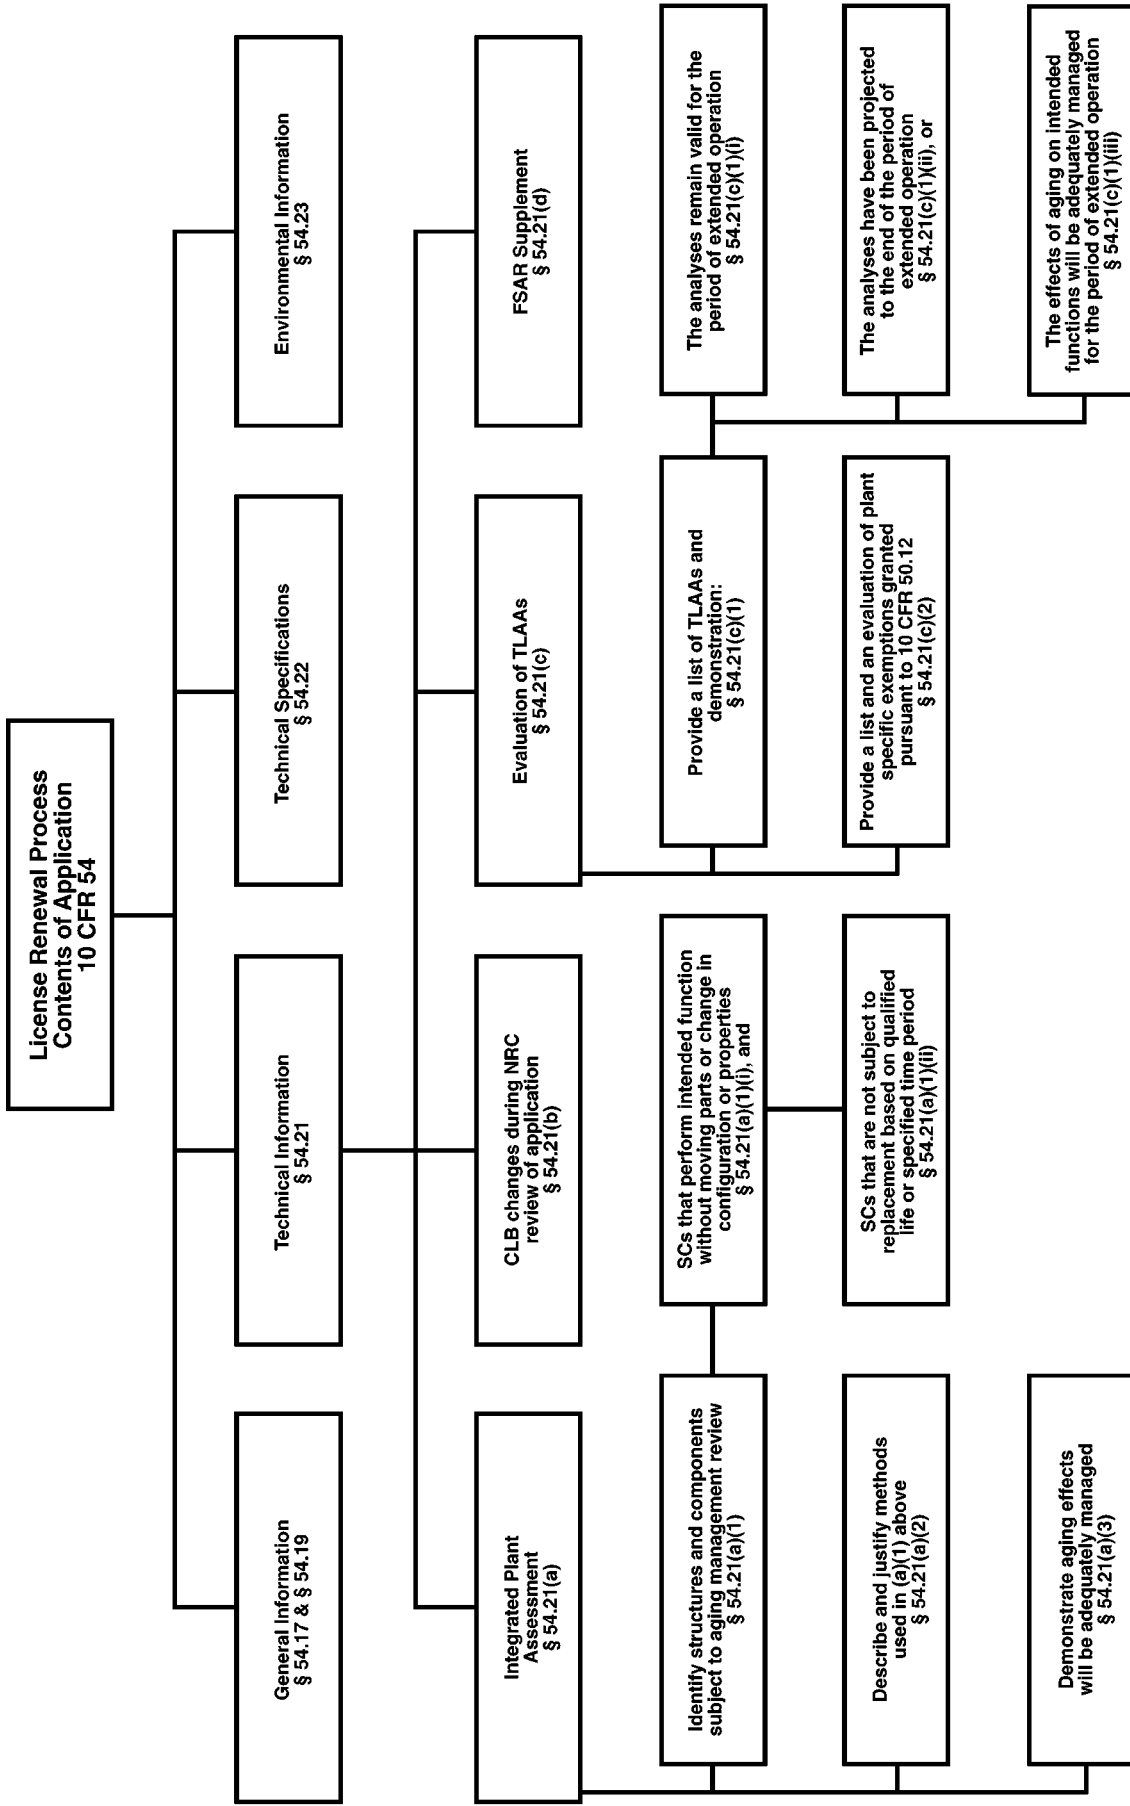 License Renewal Process
Contents of Application
10 CFR 54
General Information
§ 54.17 & § 54.19
Technical Information
§ 54.21
Technical Specifications
§ 54.22
Environmental Information
§ 54.23
Integrated Plant
Assessment
§ 54.21(a)
CLB changes during NRC
review of application
§ 54.21(b)
Evaluation of TLAAs
§ 54.21(c)
FSAR Supplement
§ 54.21(d)
Identify structures and components
subject to aging management review
§ 54.21(a)(1)
SCs that perform intended function
without moving parts or change in
configuration or properties
§ 54.21(a)(1)(i), and
Provide a list of TLAAs and
demonstration:
§ 54.21(c)(1)
The analyses remain valid for the
period of extended operation
§ 54.21(c)(1)(i)
Describe and justify methods
used in (a)(1) above
§ 54.21(a)(2)
SCs that are not subject to
replacement based on qualified
life or specified time period
§ 54.21(a)(1)(ii)
Provide a list and an evaluation of plant
specific exemptions granted
pursuant to 10 CFR 50.12
§ 54.21(c)(2)
The analyses have been projected
to the end of the period of
extended operation
§ 54.21(c)(1)(ii), or
Demonstrate aging effects
will be adequately managed
§ 54.21(a)(3)
The effects of aging on intended
functions will be adequately managed
for the period of extended operation
§ 54.21(c)(1)(iii)